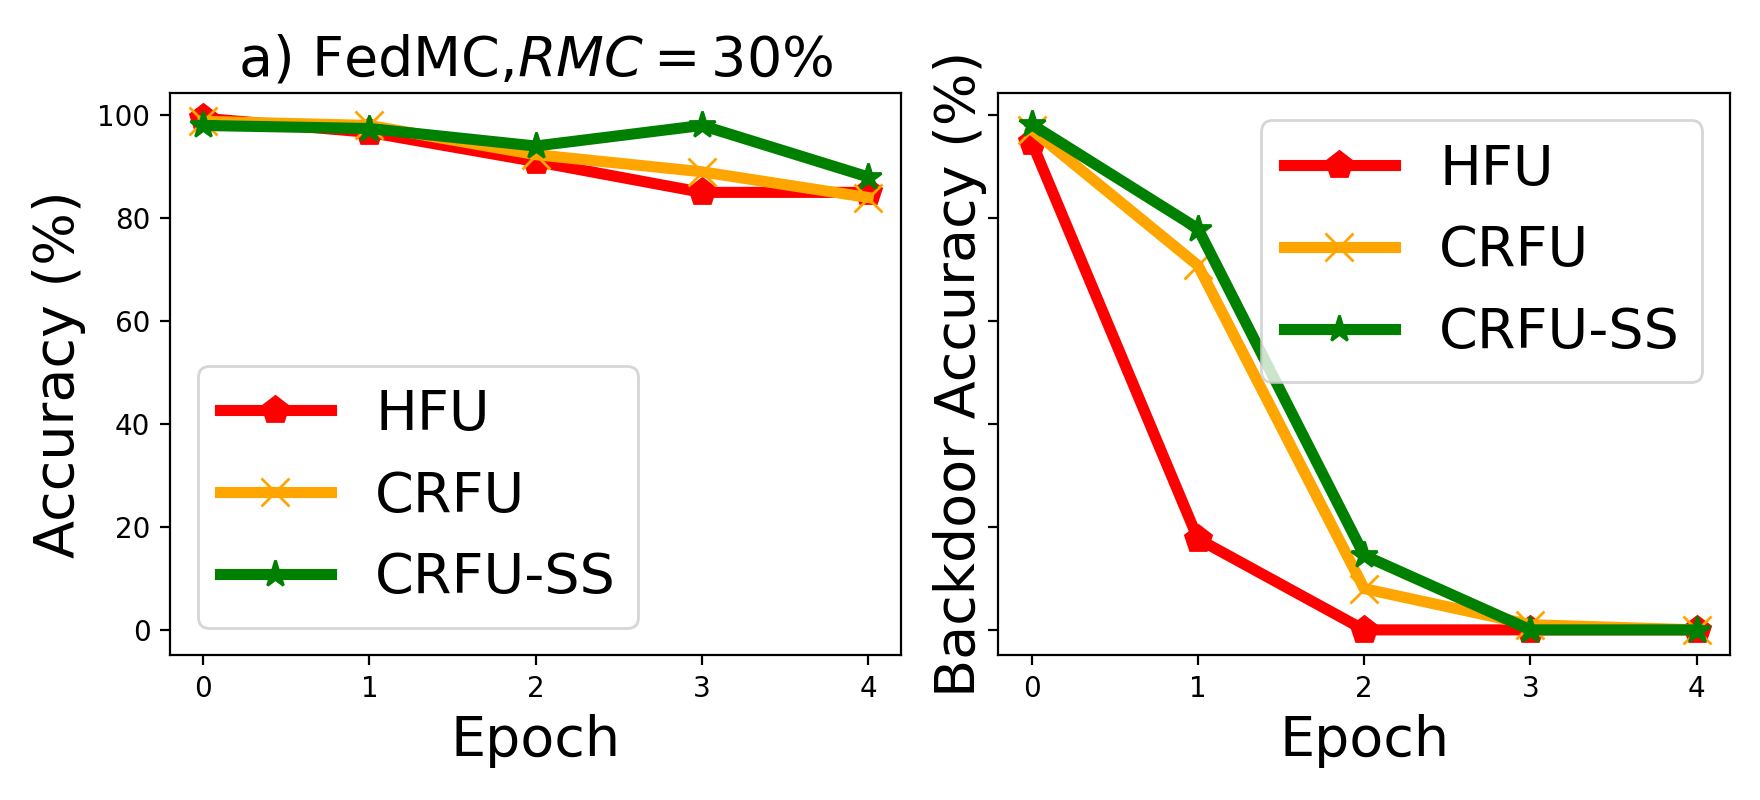 a) FedMC,RMC = 30%
Accuracy (%)
100
80
60
40
20
0
HFU
CRFU
CRFU-SS
0 1 2 3 4
Epoch
Backdoor Accuracy (%)
HFU
CRFU
CRFU-SS
0 1 2 3 4
Epoch